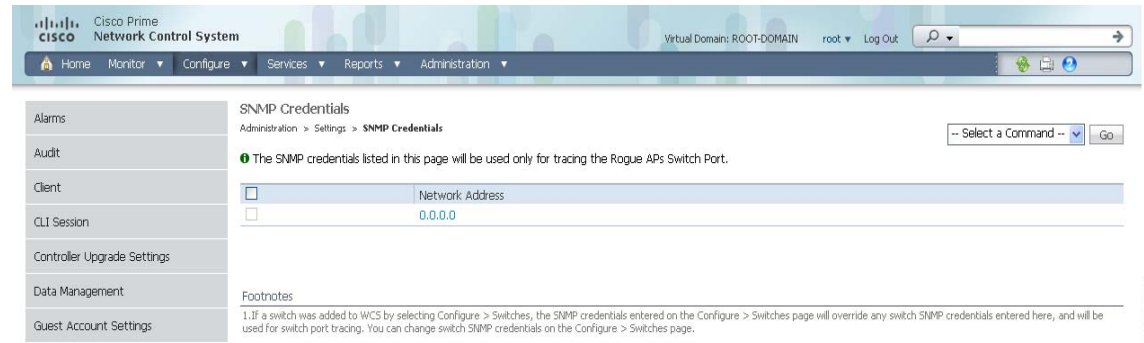 Cisco Prime
CISCO Network Control System
Virtual Domain: ROOT-DOMAIN root Log Out
Home Monitor Configure Services Reports Administration
Alarms
Audit
Client
CLI Session
Controller Upgrade Settings
Data Management
Guest Account Settings
SNMP Credentials
Administration > Settings > SNMP Credentials
-- Select a Command -- Go
The SNMP credentials listed in this page will be used only for tracing the Rogue APs Switch Port.
Network Address
0.0.0.0
Footnotes
1.If a switch was added to WCS by selecting Configure > Switches, the SNMP credentials entered on the Configure > Switches page will override any switch SNMP credentials entered here, and will be
used for switch port tracing. You can change switch SNMP credentials on the Configure > Switches page.